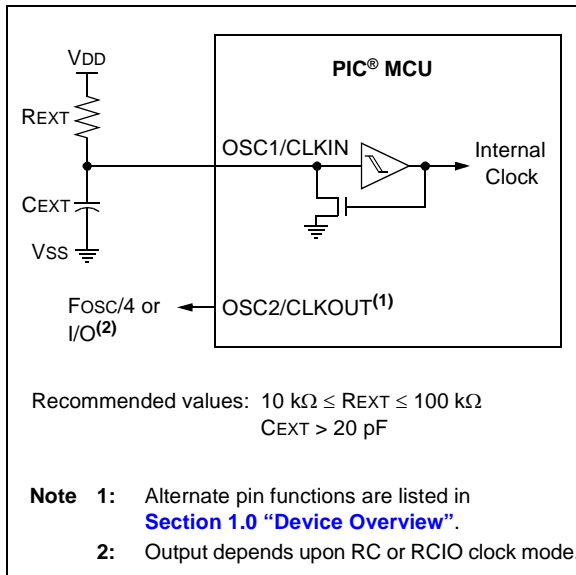 VDD
PIC® MCU
REXT
OSC1/CLKIN
Internal
Clock
CEXT
VSS
FOSC/4 or
I/O(2)
OSC2/CLKOUT(1)
Recommended values: 10 kΩ ≤ REXT ≤ 100 kΩ
CEXT > 20 pF
Note 1: Alternate pin functions are listed in
Section 1.0 “Device Overview”.
2: Output depends upon RC or RCIO clock mode.